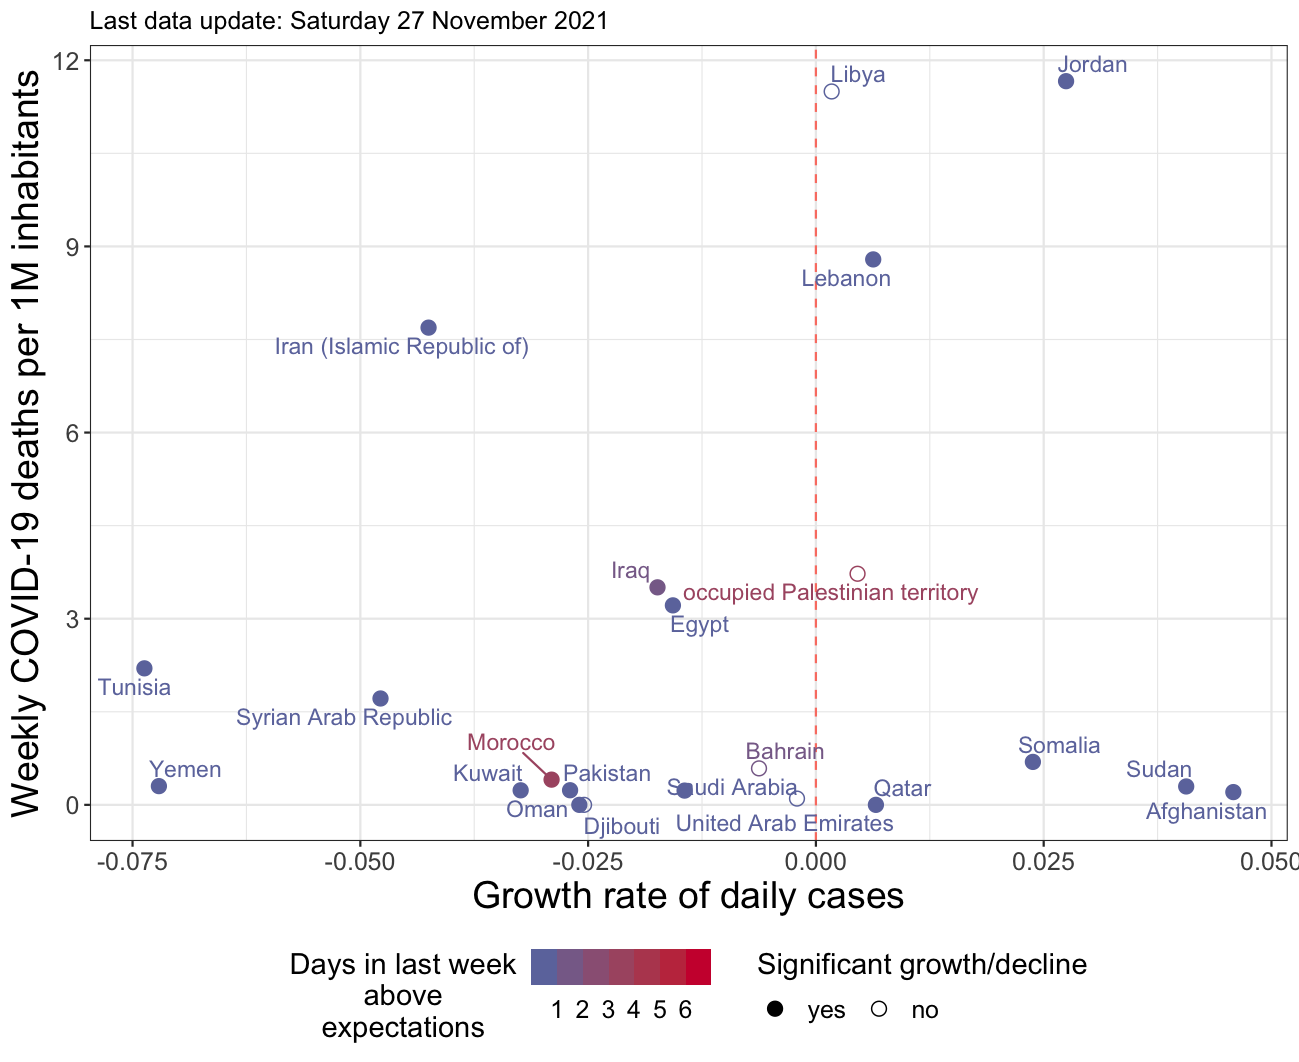 Last data update: Saturday 27 November 2021
Weekly COVID-19 deaths per 1M inhabitants
12
9
6
3
0
Jordan
Libya
Lebanon
Iran (Islamic Republic of)
Iraq
occupied Palestinian territory
Egypt
Tunisia
Syrian Arab Republic
Morocco
Bahrain
Somalia
Yemen
Kuwait
Pakistan
Saudi Arabia
Qatar
Sudan
Oman
Djibouti
United Arab Emirates
Afghanistan
-0.075
-0.050
-0.025
0.000
0.025
0.050
Growth rate of daily cases
Days in last week
above
expectations
1 2 3 4 5 6
Significant growth/decline
yes
no